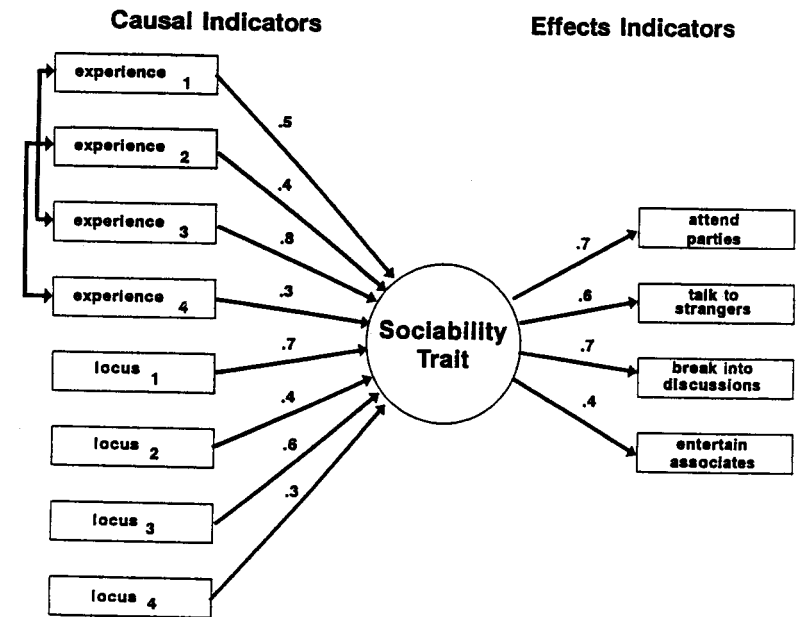 Causal Indicators
Effects Indicators
experience 1
experience 2
experience 3
experience 4
locus 1
locus 2
locus 3
locus 4
.5
.4
.8
.3
.7
.4
.6
.3
Sociability
Trait
.7
.6
.7
.4
attend
parties
talk to
strangers
break into
discussions
entertain
associates